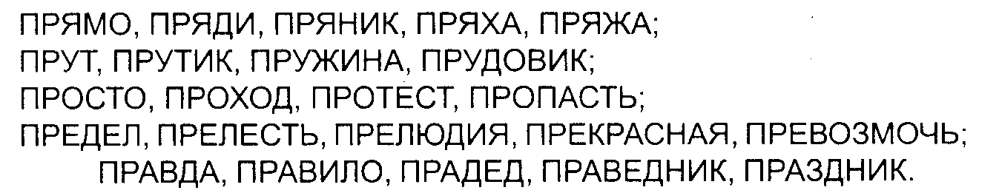 ПРЯМО, ПРЯДИ, ПРЯНИК, ПРЯХА, ПРЯЖА;
ПРУТ, ПРУТИК, ПРУЖИНА, ПРУДОВИК;
ПРОСТО, ПРОХОД, ПРОТЕСТ, ПРОПАСТЬ;
ПРЕДЕЛ, ПРЕЛЕСТЬ, ПРЕЛЮДИЯ, ПРЕКРАСНАЯ, ПРЕВОЗМОЧЬ;
ПРАВДА, ПРАВИЛО, ПРАДЕД, ПРАВЕДНИК, ПРАЗДНИК.